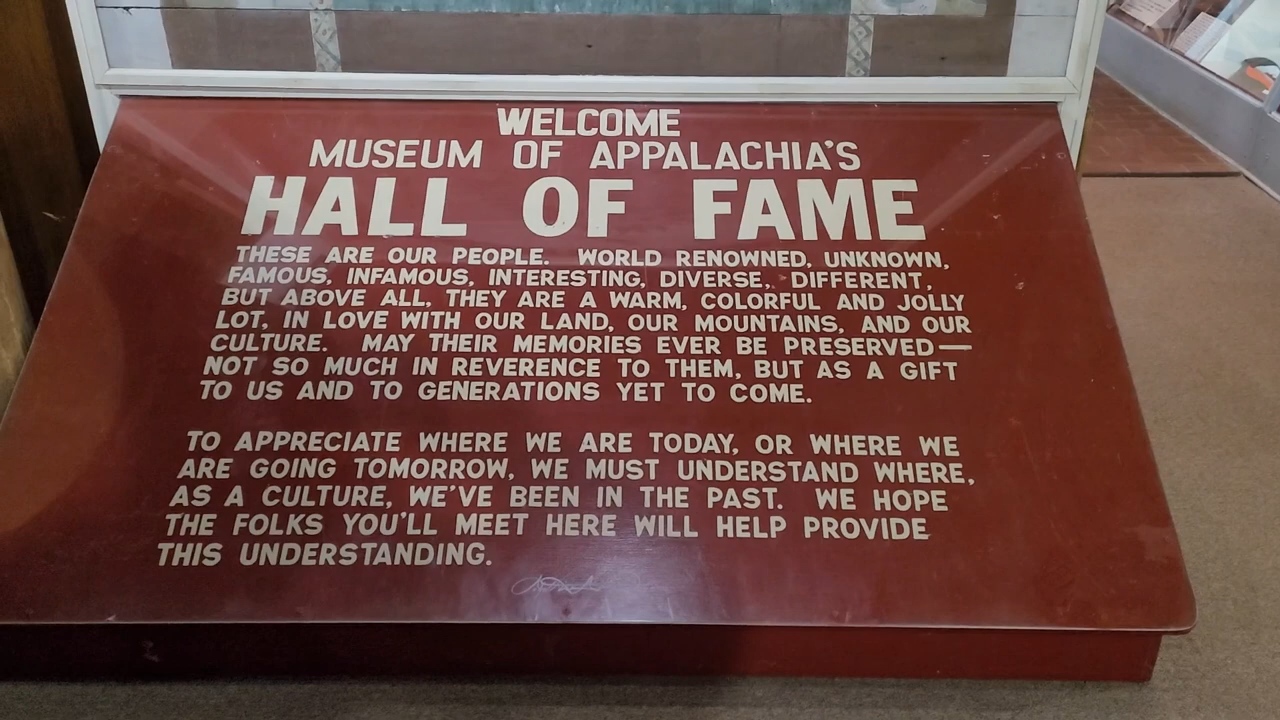 WELCOME
MUSEUM OF APPALACHIA'S
HALL OF FAME
THESE ARE OUR PEOPLE. WORLD RENOWNED, UNKNOWN,
FAMOUS, INFAMOUS, INTERESTING, DIVERSE, DIFFERENT,
BUT ABOVE ALL, THEY ARE A WARM, COLORFUL AND JOLLY
LOT, IN LOVE WITH OUR LAND, OUR MOUNTAINS, AND OUR
CULTURE. MAY THEIR MEMORIES EVER BE PRESERVED—
NOT SO MUCH IN REVERENCE TO THEM, BUT AS A GIFT
TO US AND TO GENERATIONS YET TO COME.
TO APPRECIATE WHERE WE ARE TODAY, OR WHERE WE
ARE GOING TOMORROW, WE MUST UNDERSTAND WHERE,
AS A CULTURE, WE'VE BEEN IN THE PAST. WE HOPE
THE FOLKS YOU'LL MEET HERE WILL HELP PROVIDE
THIS UNDERSTANDING.